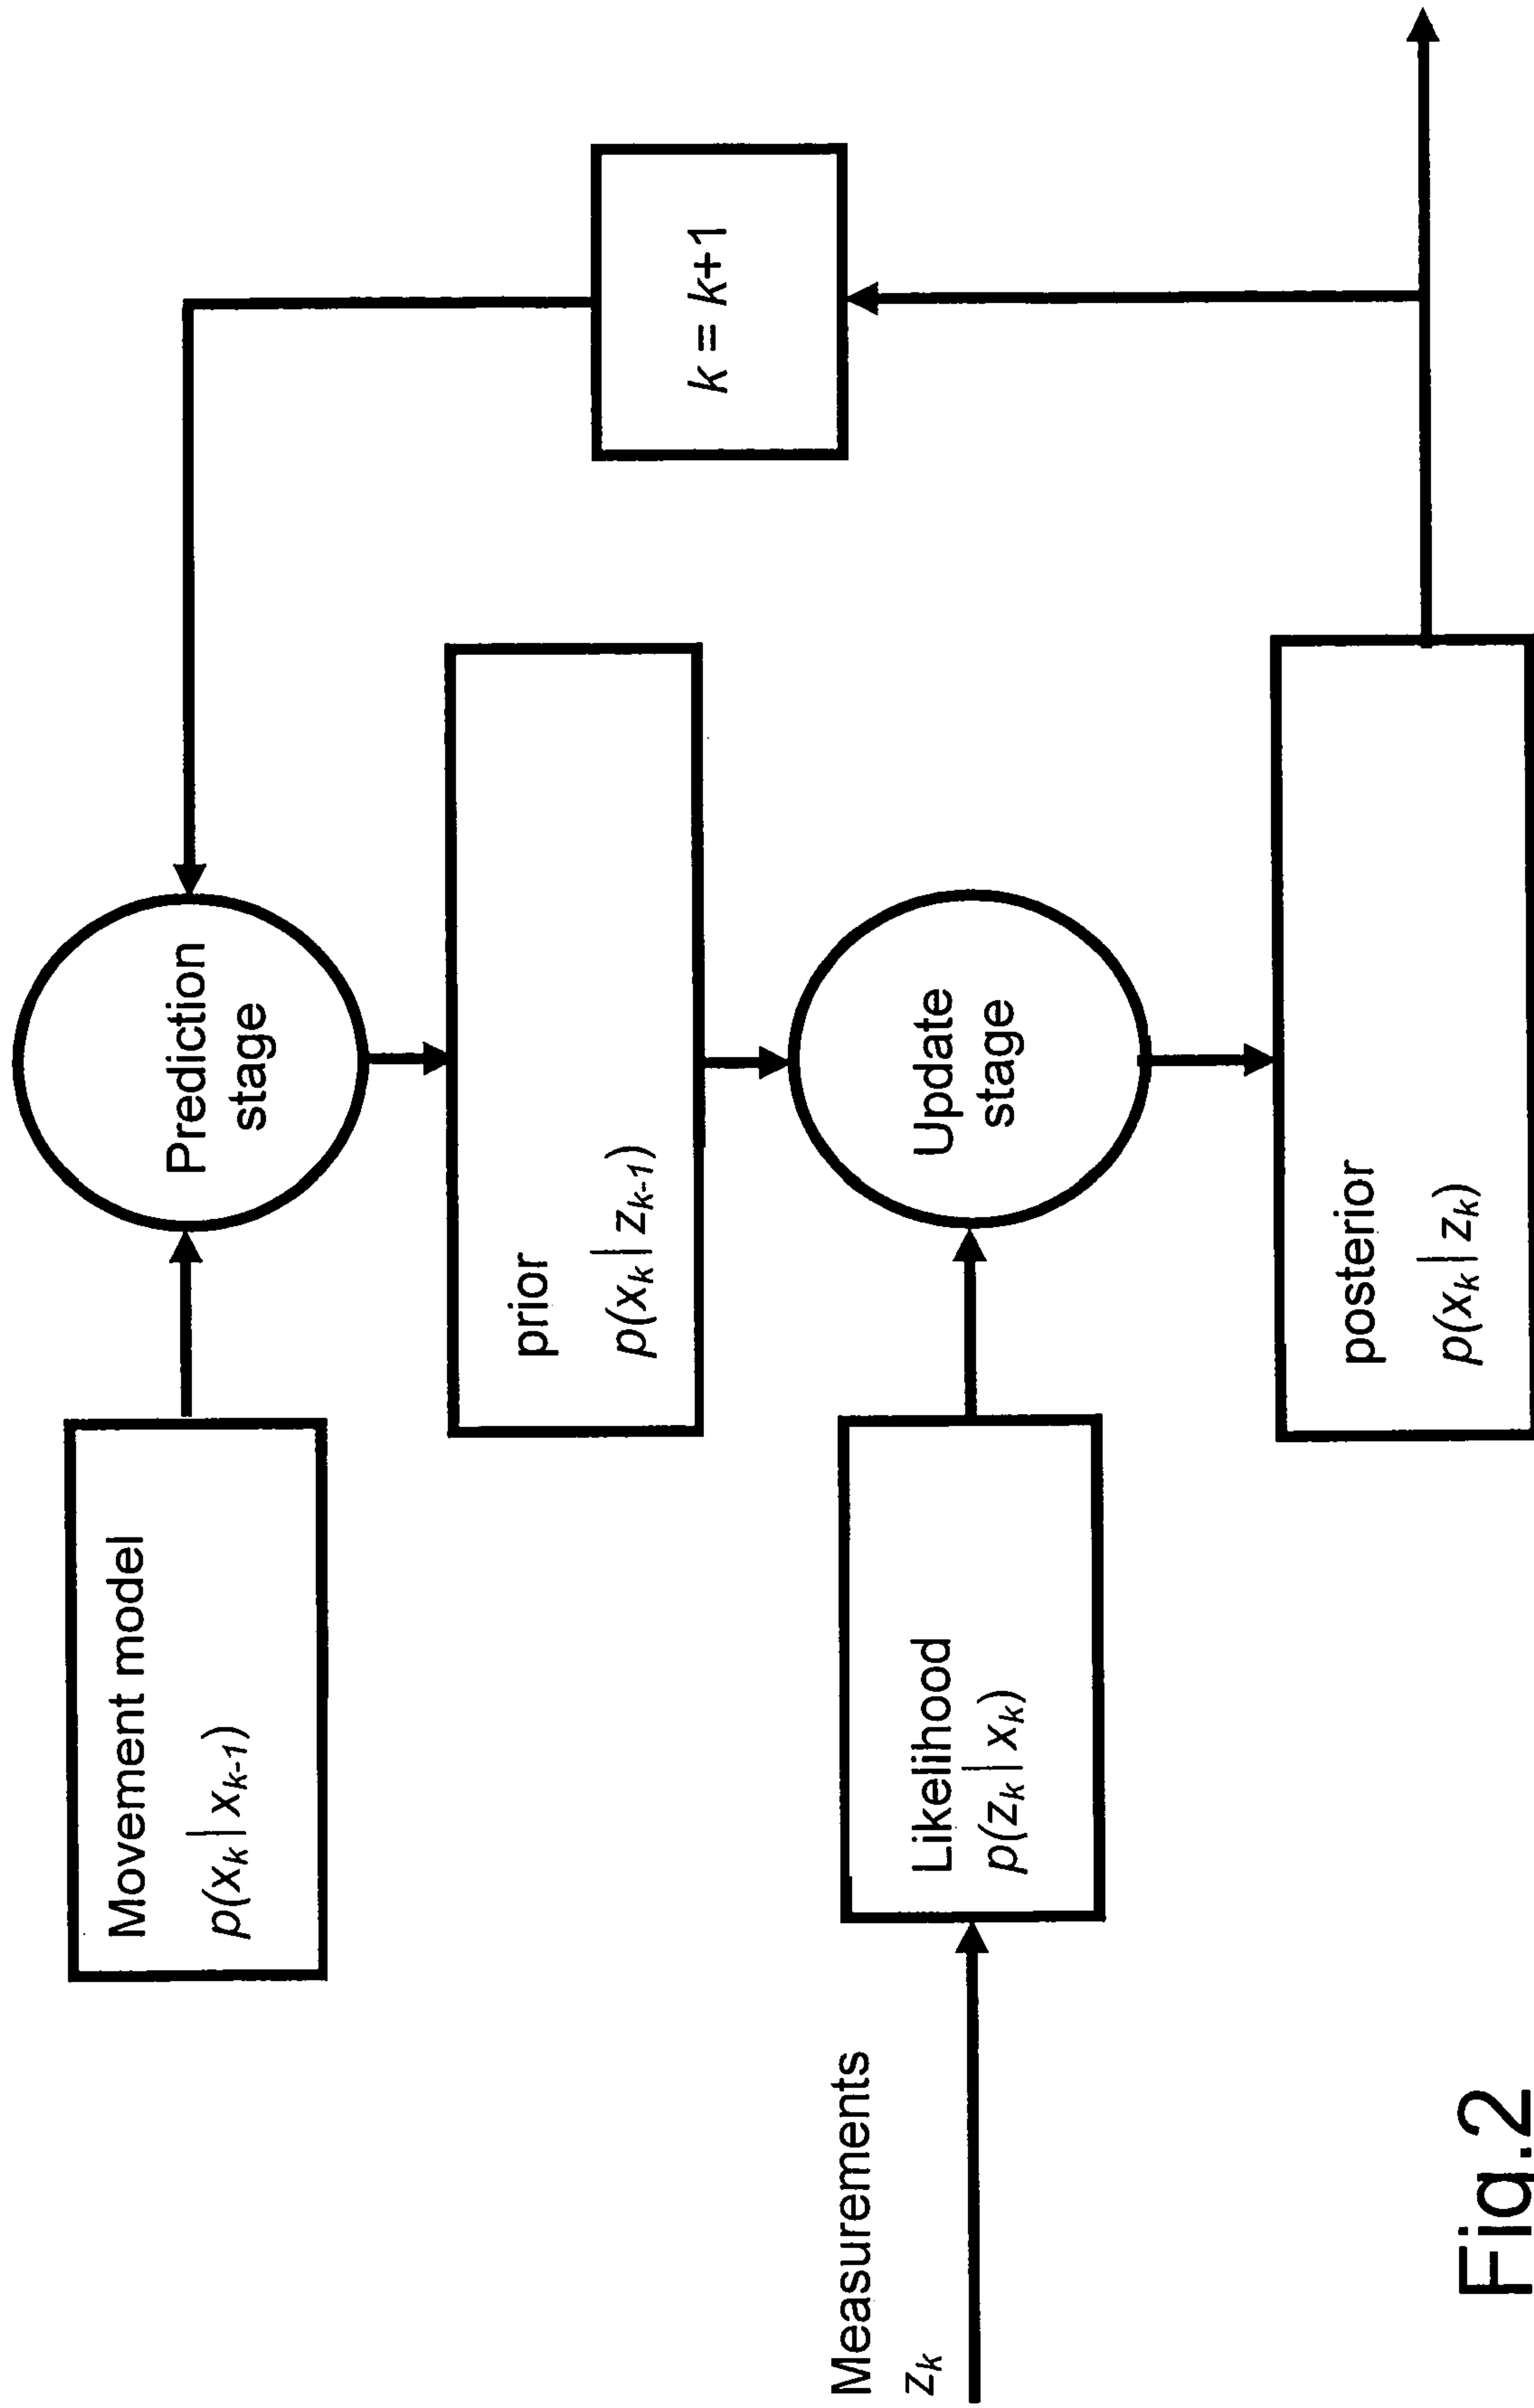 Movement model
p(x_k | x_{k-1})
Prediction
stage
prior
p(x_k | z_{k-1})
k = k+1
Measurements
z_k
Likelihood
p(z_k | x_k)
Update
stage
posterior
p(x_k | z_k)
Fig.2